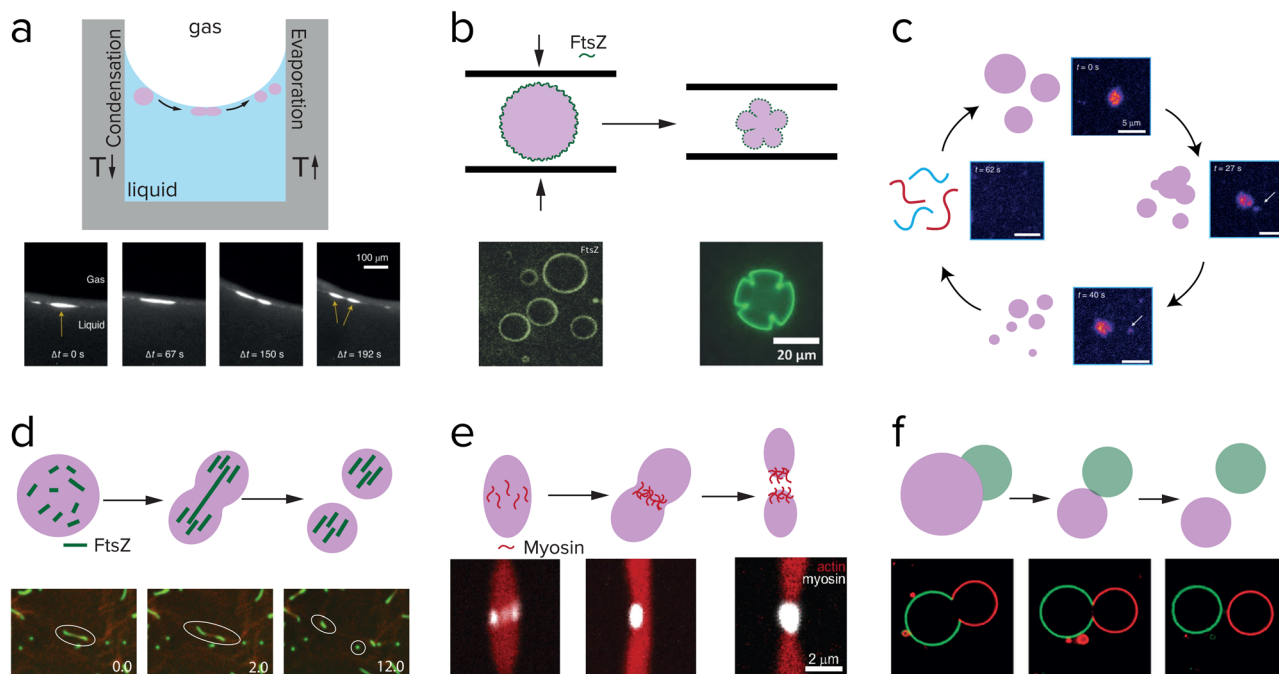 a
gas
Condensation
Evaporation
T
T
liquid
100 µm
Gas
Liquid
Δt = 0 s
Δt = 67 s
Δt = 150 s
Δt = 192 s
b
FtsZ
FtsZ
20 µm
c
t = 0 s
5 µm
t = 27 s
t = 40 s
t = 62 s
d
FtsZ
0.0
2.0
12.0
e
Myosin
actin
myosin
2 µm
f